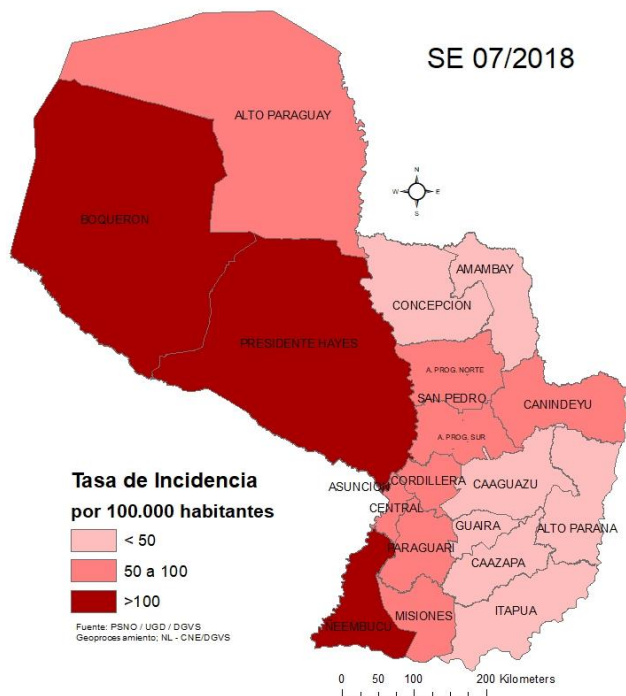 SE 07/2018
ALTO PARAGUAY
N
W E
S
BOQUERON
AMAMBAY
CONCEPCION
PRESIDENTE HAYES
A. PROG. NORTE
SAN PEDRO
CANINDEYU
A. PROG. SUR
Tasa de Incidencia
por 100.000 habitantes
< 50
50 a 100
>100
Fuente: PSNO / UGD / DGVS
Geoprocesamiento; NL - CNE/DGVS
ASUNCION
CORDILLERA
CENTRAL
CAAGUAZU
GUAIRA
ALTO PARANA
PARAGUARI
CAAZAPA
ÑEEMBUCU
MISIONES
ITAPUA
0 50 100 200 Kilometers